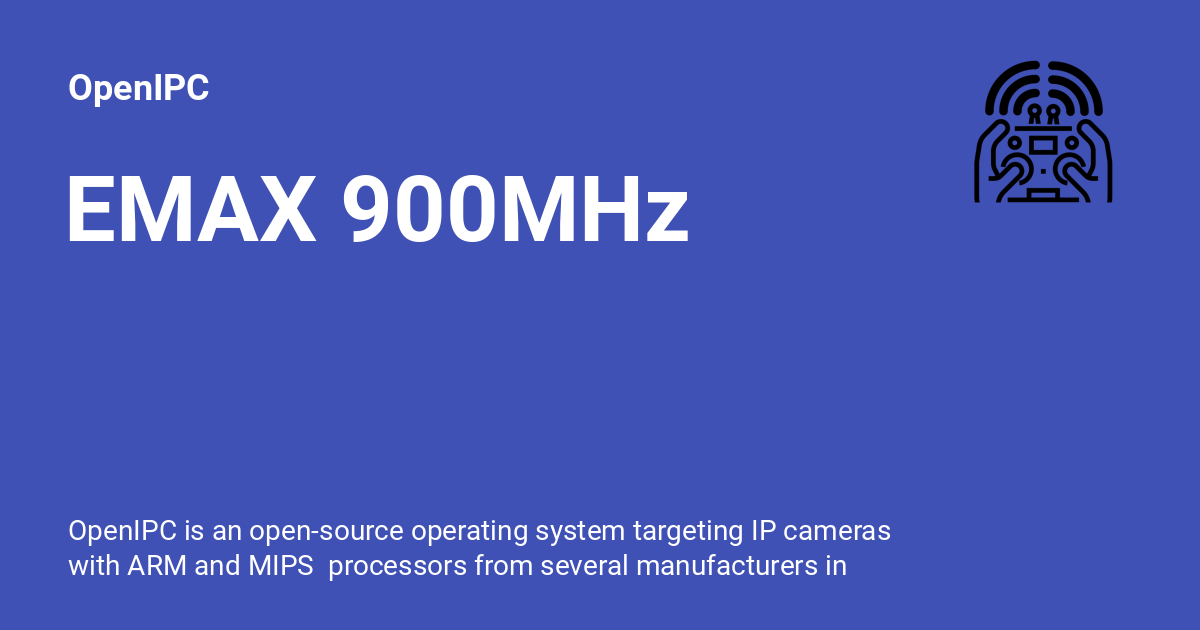 OpenIPC
EMAX 900MHz
OpenIPC is an open-source operating system targeting IP cameras
with ARM and MIPS  processors from several manufacturers in